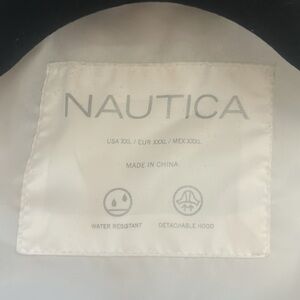 NAUTICA
USA XXL / EUR XXXL / MEX XXXL
MADE IN CHINA
WATER RESISTANT
DETACHABLE HOOD